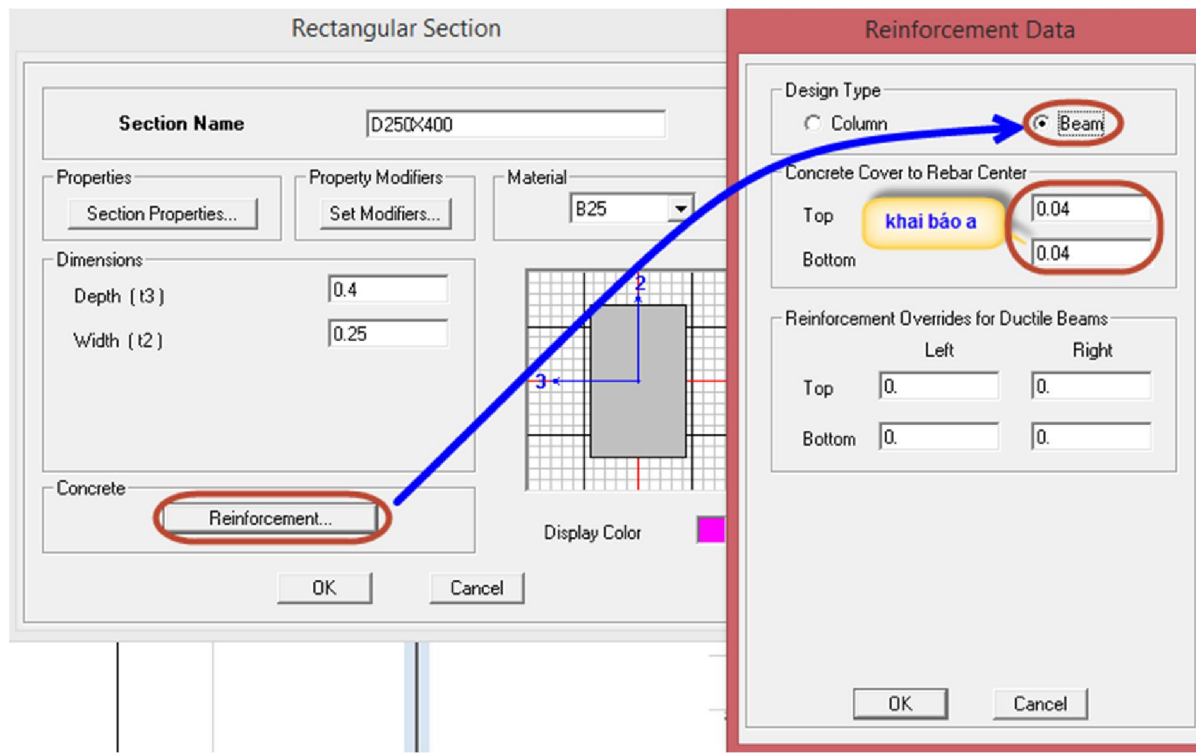 Rectangular Section
Section Name
D250X400
Properties
Section Properties...
Property Modifiers
Set Modifiers...
Material
B25
Dimensions
Depth ( t3 )
0.4
Width ( t2 )
0.25
2
3
Concrete
Reinforcement...
Display Color
OK
Cancel
Reinforcement Data
Design Type
Column
Beam
Concrete Cover to Rebar Center
Top
0.04
khai báo a
Bottom
0.04
Reinforcement Overrides for Ductile Beams
Left Right
Top 0. 0.
Bottom 0. 0.
OK
Cancel